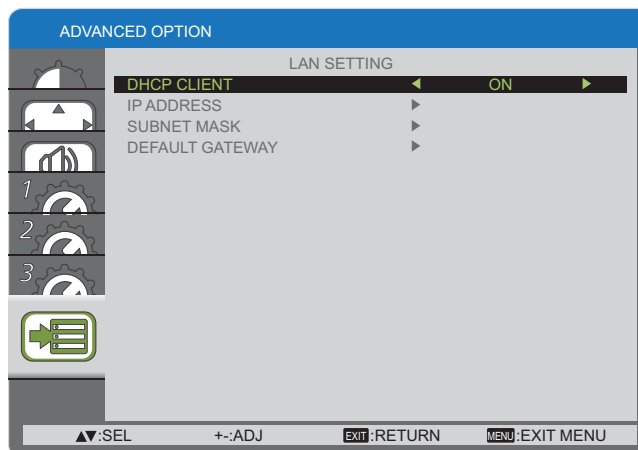 ADVANCED OPTION
LAN SETTING
DHCP CLIENT ◀ ON ▶
IP ADDRESS ▶
SUBNET MASK ▶
DEFAULT GATEWAY ▶
1
2
3
▲▼:SEL +-:ADJ EXIT:RETURN MENU:EXIT MENU